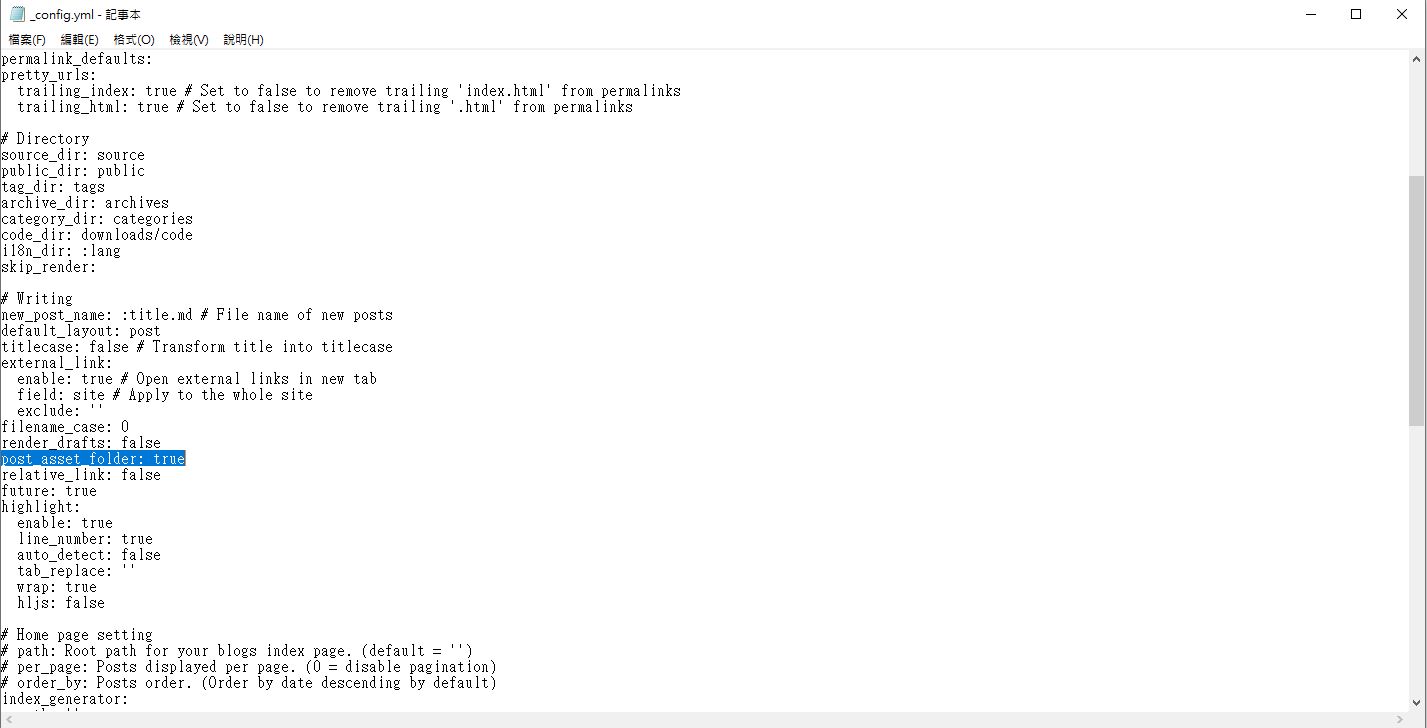 _config.yml - 記事本
檔案(F) 編輯(E) 格式(O) 檢視(V) 說明(H)
permalink_defaults:
pretty_urls:
  trailing_index: true # Set to false to remove trailing 'index.html' from permalinks
  trailing_html: true # Set to false to remove trailing '.html' from permalinks
# Directory
source_dir: source
public_dir: public
tag_dir: tags
archive_dir: archives
category_dir: categories
code_dir: downloads/code
i18n_dir: :lang
skip_render:
# Writing
new_post_name: :title.md # File name of new posts
default_layout: post
titlecase: false # Transform title into titlecase
external_link:
  enable: true # Open external links in new tab
  field: site # Apply to the whole site
  exclude: ''
filename_case: 0
render_drafts: false
post_asset_folder: true
relative_link: false
future: true
highlight:
  enable: true
  line_number: true
  auto_detect: false
  tab_replace: ''
  wrap: true
  hljs: false
# Home page setting
# path: Root path for your blogs index page. (default = '')
# per_page: Posts displayed per page. (0 = disable pagination)
# order_by: Posts order. (Order by date descending by default)
index_generator: